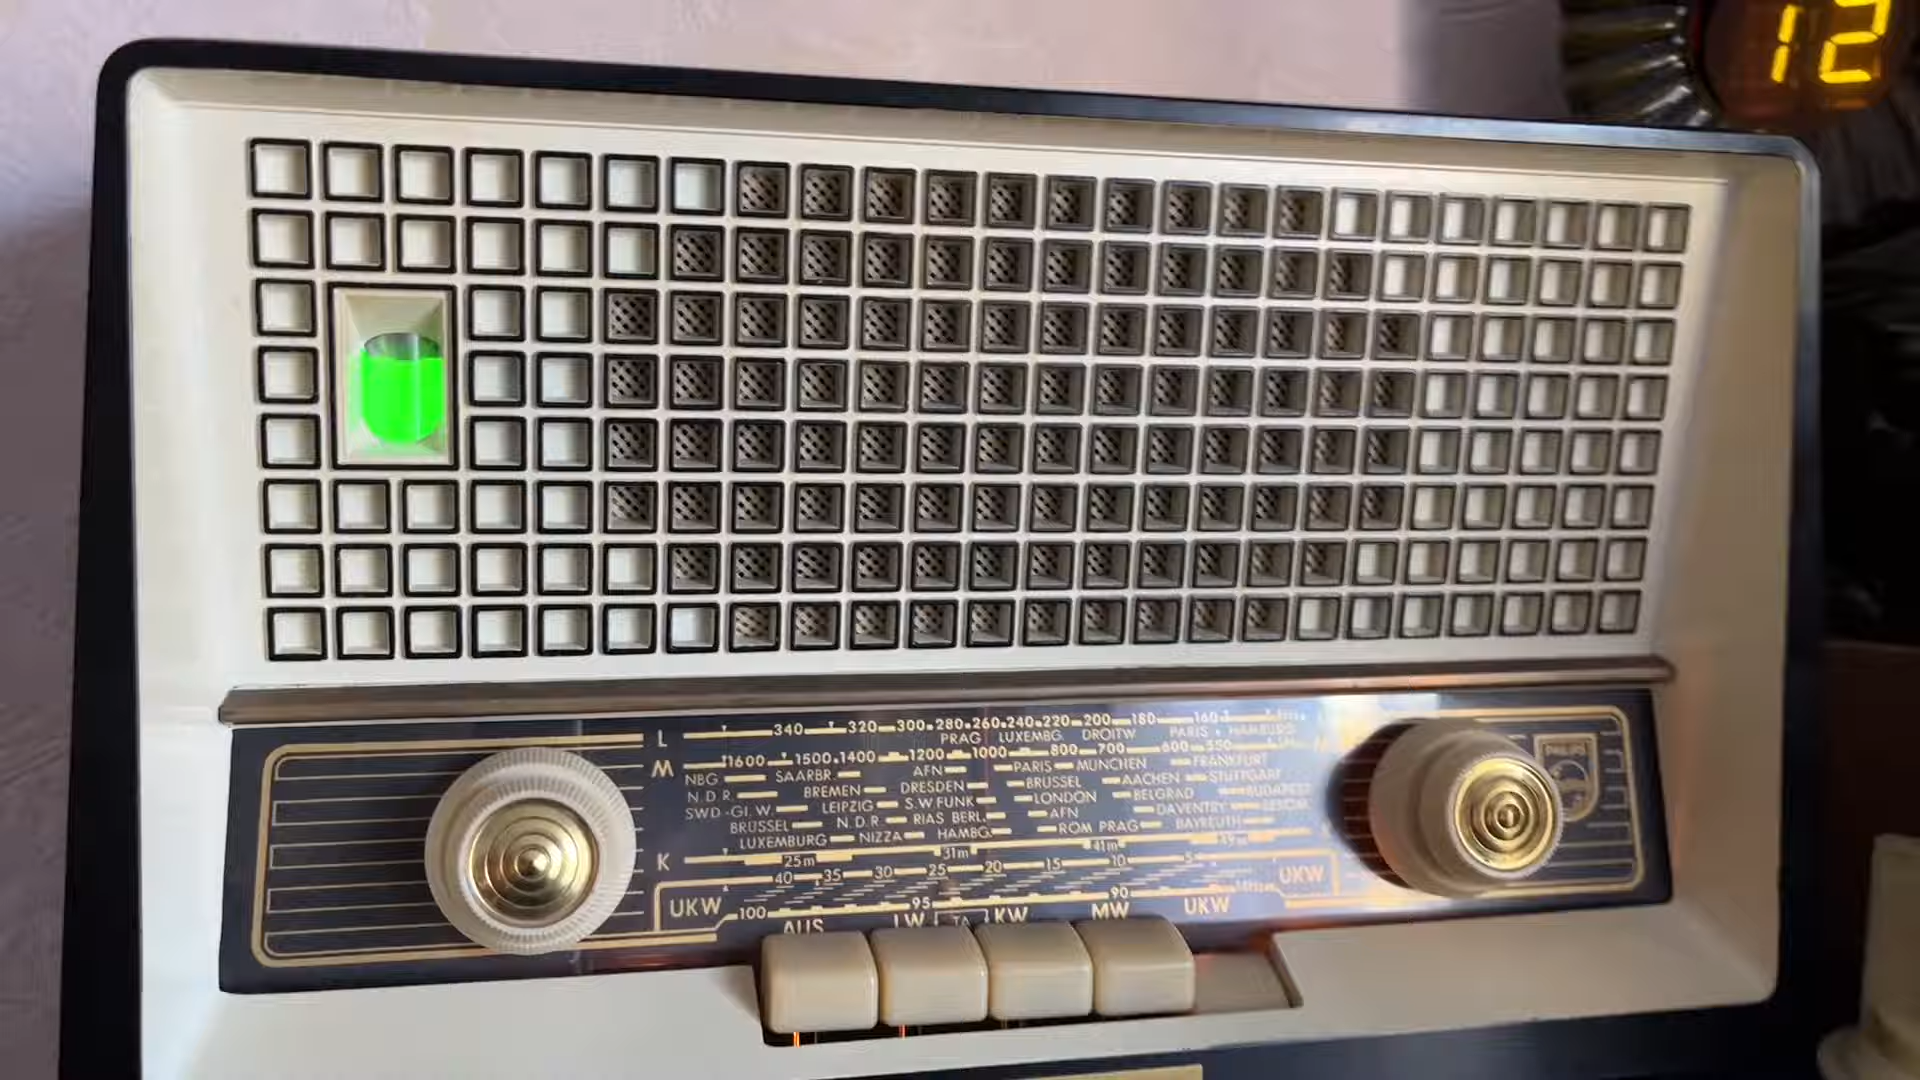 12
L 340 320 300 280 260 240 220 200 180 160
PRAG LUXEMBG. DROITW PARIS HAMBURG
M 1600 1500 1400 1200 1000 800 700 600 550
NBG SAARBR. AFN PARIS MÜNCHEN FRANKFURT
N.D.R. BREMEN DRESDEN BRÜSSEL AACHEN STUTTGART
SWD-GI.W. LEIPZIG S.W FUNK LONDON BELGRAD BUDAPEST
BRÜSSEL N.D.R RIAS BERL. AFN DAVENTRY
LUXEMBURG NIZZA HAMBG. ROM PRAG BAYREUTH
K 25m 31m 41m 49m
40 35 30 25 20 15 10 5
UKW 100 95 90 MHz UKW
AUS LW TA KW MW UKW
PHILIPS